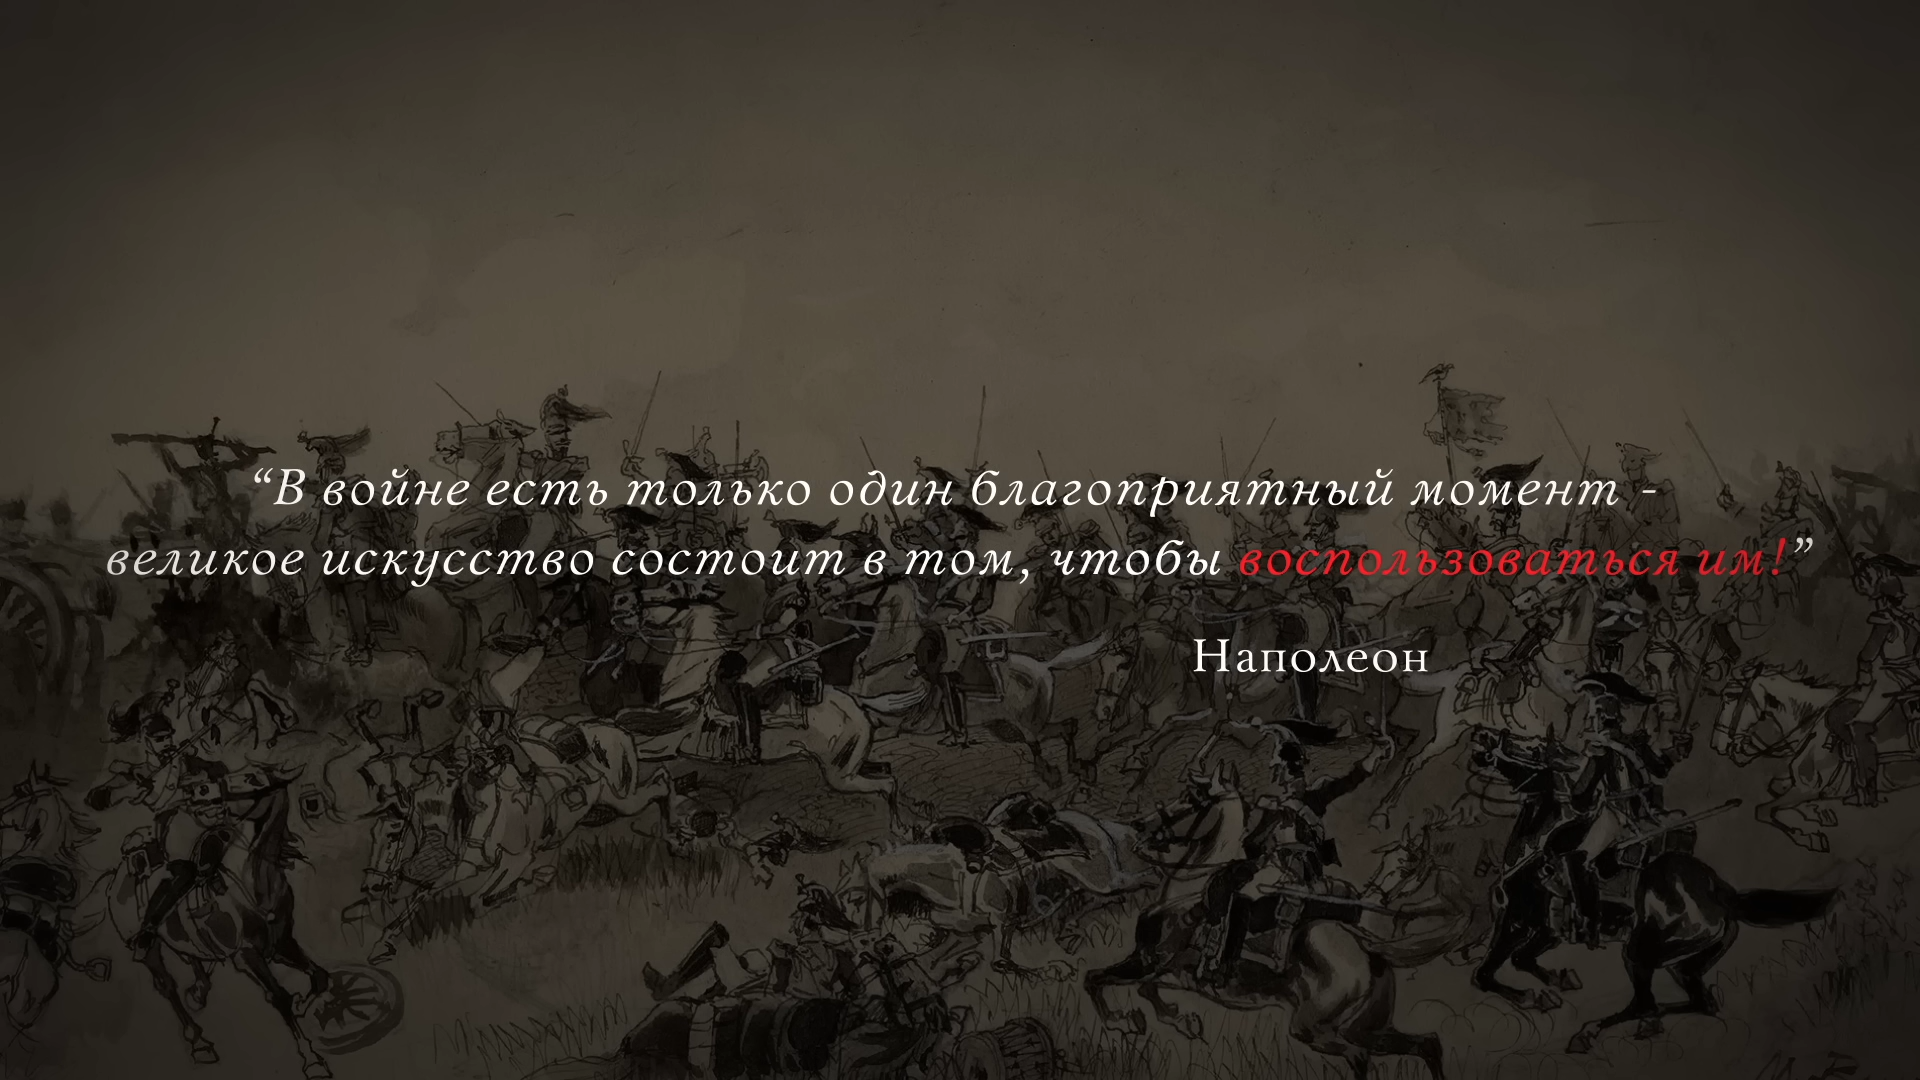 “В войне есть только один благоприятный момент -
великое искусство состоит в том, чтобы воспользоваться им!”
Наполеон